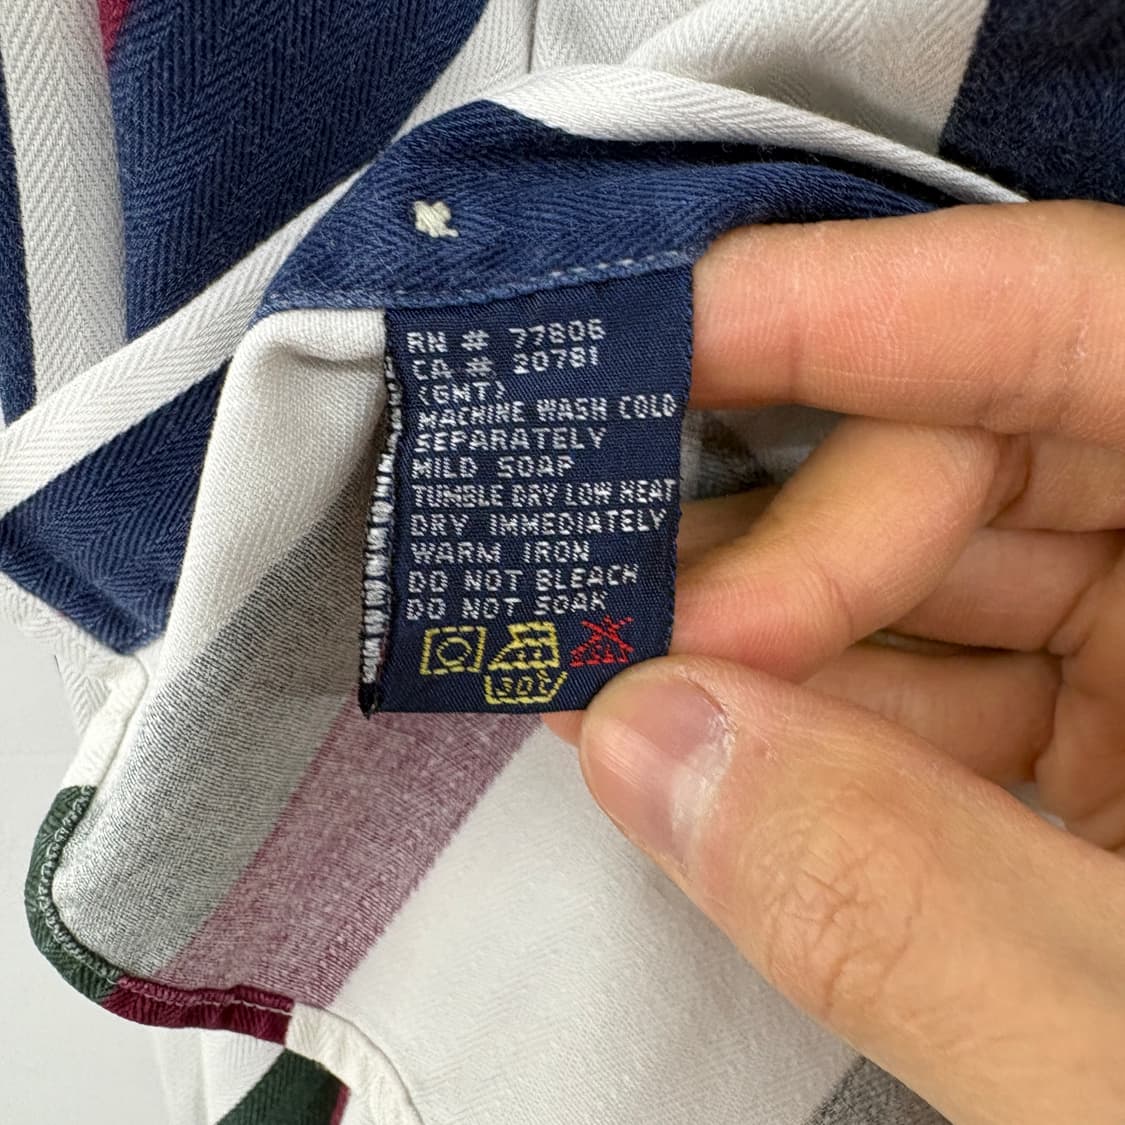 RN # 77806
CA # 20781
(GMT)
MACHINE WASH COLD
SEPARATELY
MILD SOAP
TUMBLE DRY LOW HEAT
DRY IMMEDIATELY
WARM IRON
DO NOT BLEACH
DO NOT SOAK
30°C